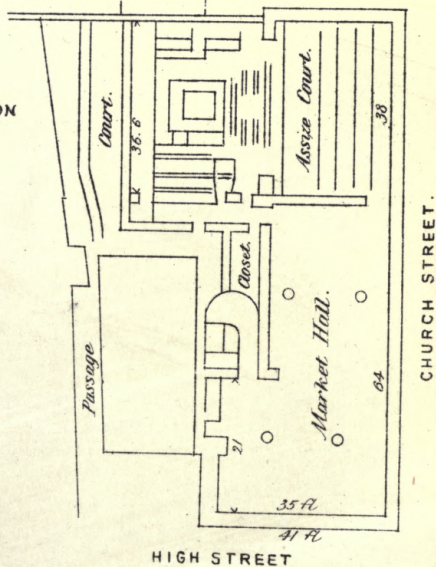 ON
Court.
36.6
Assize Court.
38
CHURCH STREET.
Closet.
Passage
Market Hall.
64
21
35 ft
41 ft
HIGH STREET